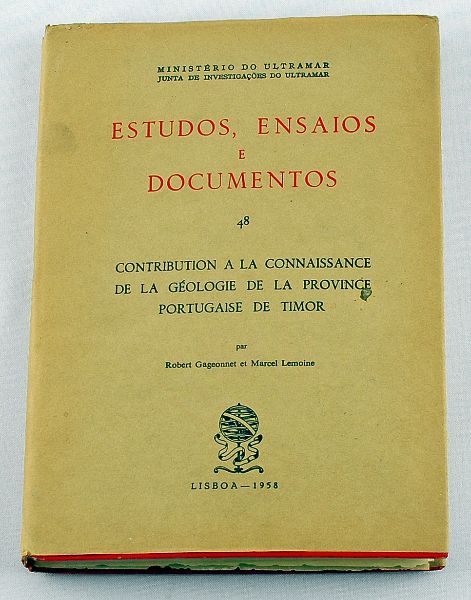 MINISTÉRIO DO ULTRAMAR
JUNTA DE INVESTIGAÇÕES DO ULTRAMAR
ESTUDOS, ENSAIOS
E
DOCUMENTOS
48
CONTRIBUTION A LA CONNAISSANCE
DE LA GÉOLOGIE DE LA PROVINCE
PORTUGAISE DE TIMOR
par
Robert Gageonnet et Marcel Lemoine
LISBOA—1958